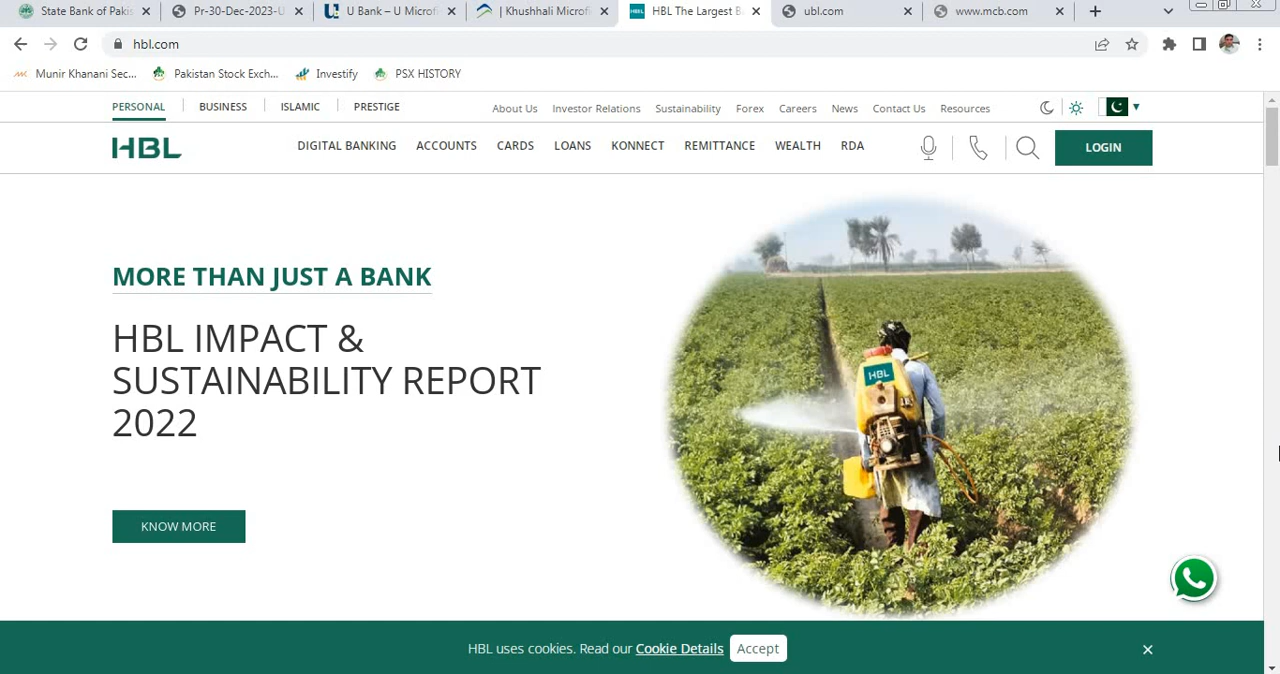 State Bank of Pakis
Pr-30-Dec-2023-U
U Bank – U Microfi
| Khushhali Microfi
HBL The Largest Ba
ubl.com
www.mcb.com
hbl.com
Munir Khanani Sec...
Pakistan Stock Exch...
Investify
PSX HISTORY
PERSONAL
BUSINESS
ISLAMIC
PRESTIGE
About Us
Investor Relations
Sustainability
Forex
Careers
News
Contact Us
Resources
HBL
DIGITAL BANKING
ACCOUNTS
CARDS
LOANS
KONNECT
REMITTANCE
WEALTH
RDA
LOGIN
MORE THAN JUST A BANK
HBL IMPACT &
SUSTAINABILITY REPORT
2022
HBL
KNOW MORE
HBL uses cookies. Read our Cookie Details
Accept